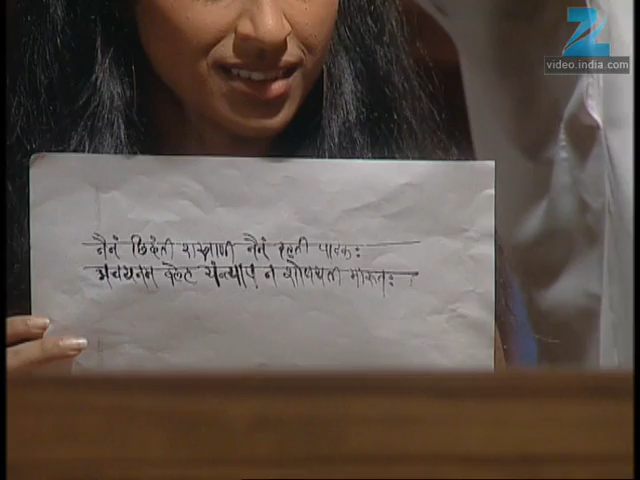 नैनं छिदंती शस्त्राणी नैनं दहती पावकः
न शोषयती मारूतः
video.india.com